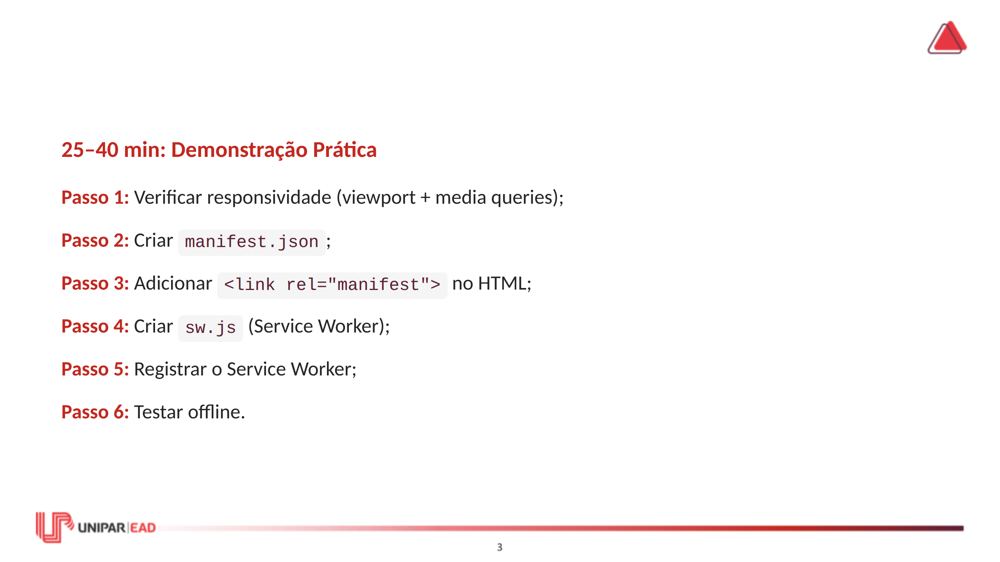 25–40 min: Demonstração Prática
Passo 1: Verificar responsividade (viewport + media queries);
Passo 2: Criar manifest.json;
Passo 3: Adicionar <link rel="manifest"> no HTML;
Passo 4: Criar sw.js (Service Worker);
Passo 5: Registrar o Service Worker;
Passo 6: Testar offline.
UNIPAR|EAD
3